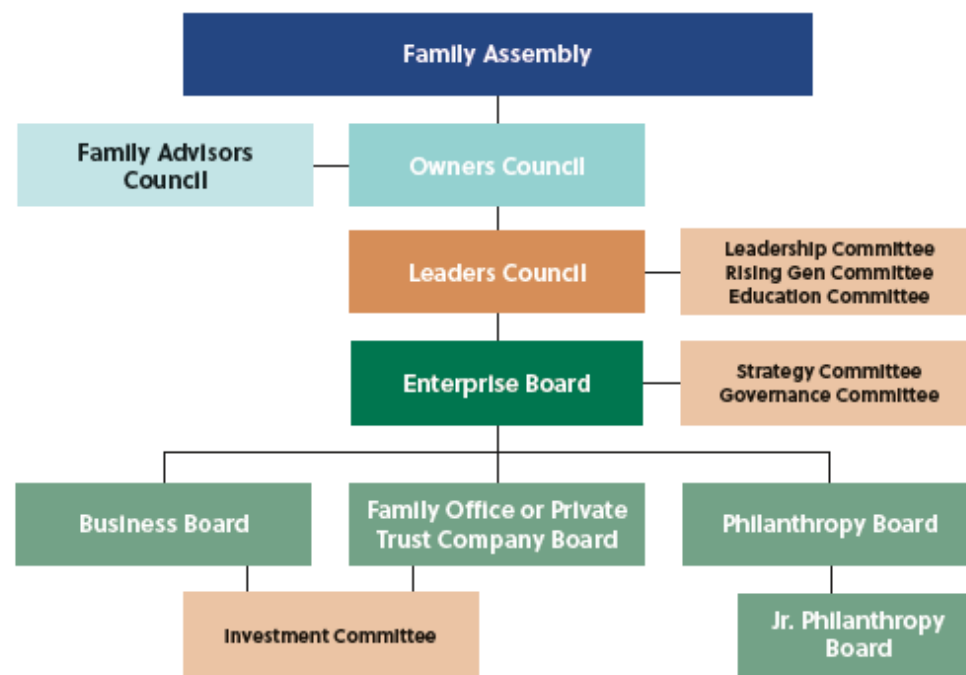 Family Assembly
Family Advisors
Council
Owners Council
Leaders Council
Leadership Committee
Rising Gen Committee
Education Committee
Enterprise Board
Strategy Committee
Governance Committee
Business Board
Family Office or Private
Trust Company Board
Philanthropy Board
Investment Committee
Jr. Philanthropy
Board